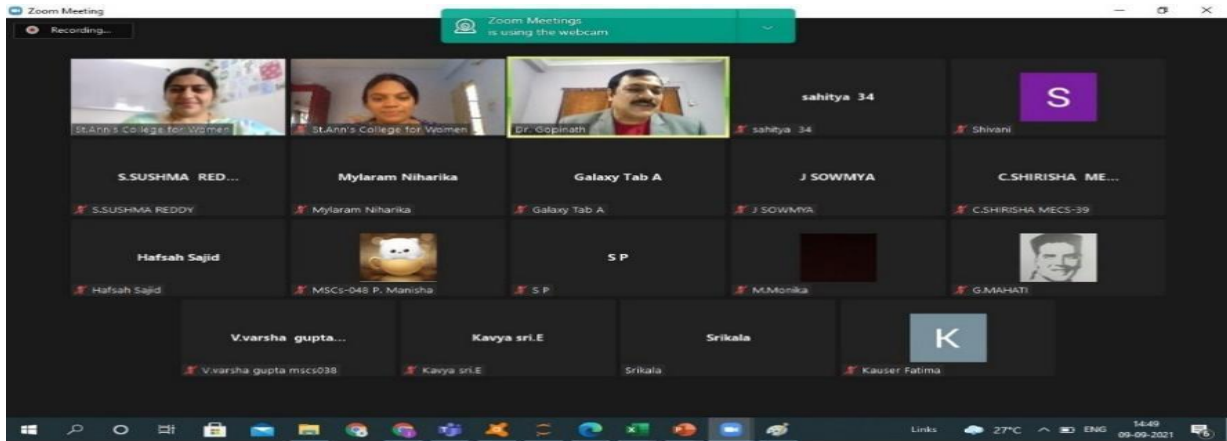 Zoom Meeting
Recording...
Zoom Meetings
is using the webcam
St.Ann's College for Women
St.Ann's College for Women
Dr. Gopinath
sahitya 34
sahitya 34
S
Shivani
S.SUSHMA RED...
S.SUSHMA REDDY
Mylaram Niharika
Mylaram Niharika
Galaxy Tab A
Galaxy Tab A
J SOWMYA
J SOWMYA
C.SHIRISHA ME...
C.SHIRISHA MECS-39
Hafsah Sajid
Hafsah Sajid
MSCs-048 P. Manisha
S P
S P
M.Monika
G.MAHATI
V.varsha gupta...
V.varsha gupta mscs038
Kavya sri.E
Kavya sri.E
Srikala
Srikala
K
Kauser Fatima
Links
27°C
ENG
14:49
09-09-2021
6